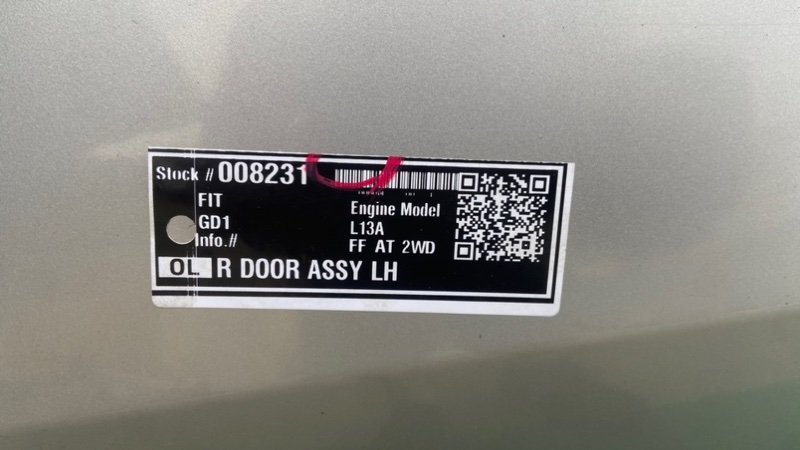 Stock # 008231
FIT
GD1
Info.#
Engine Model
L13A
FF AT 2WD
OL R DOOR ASSY LH